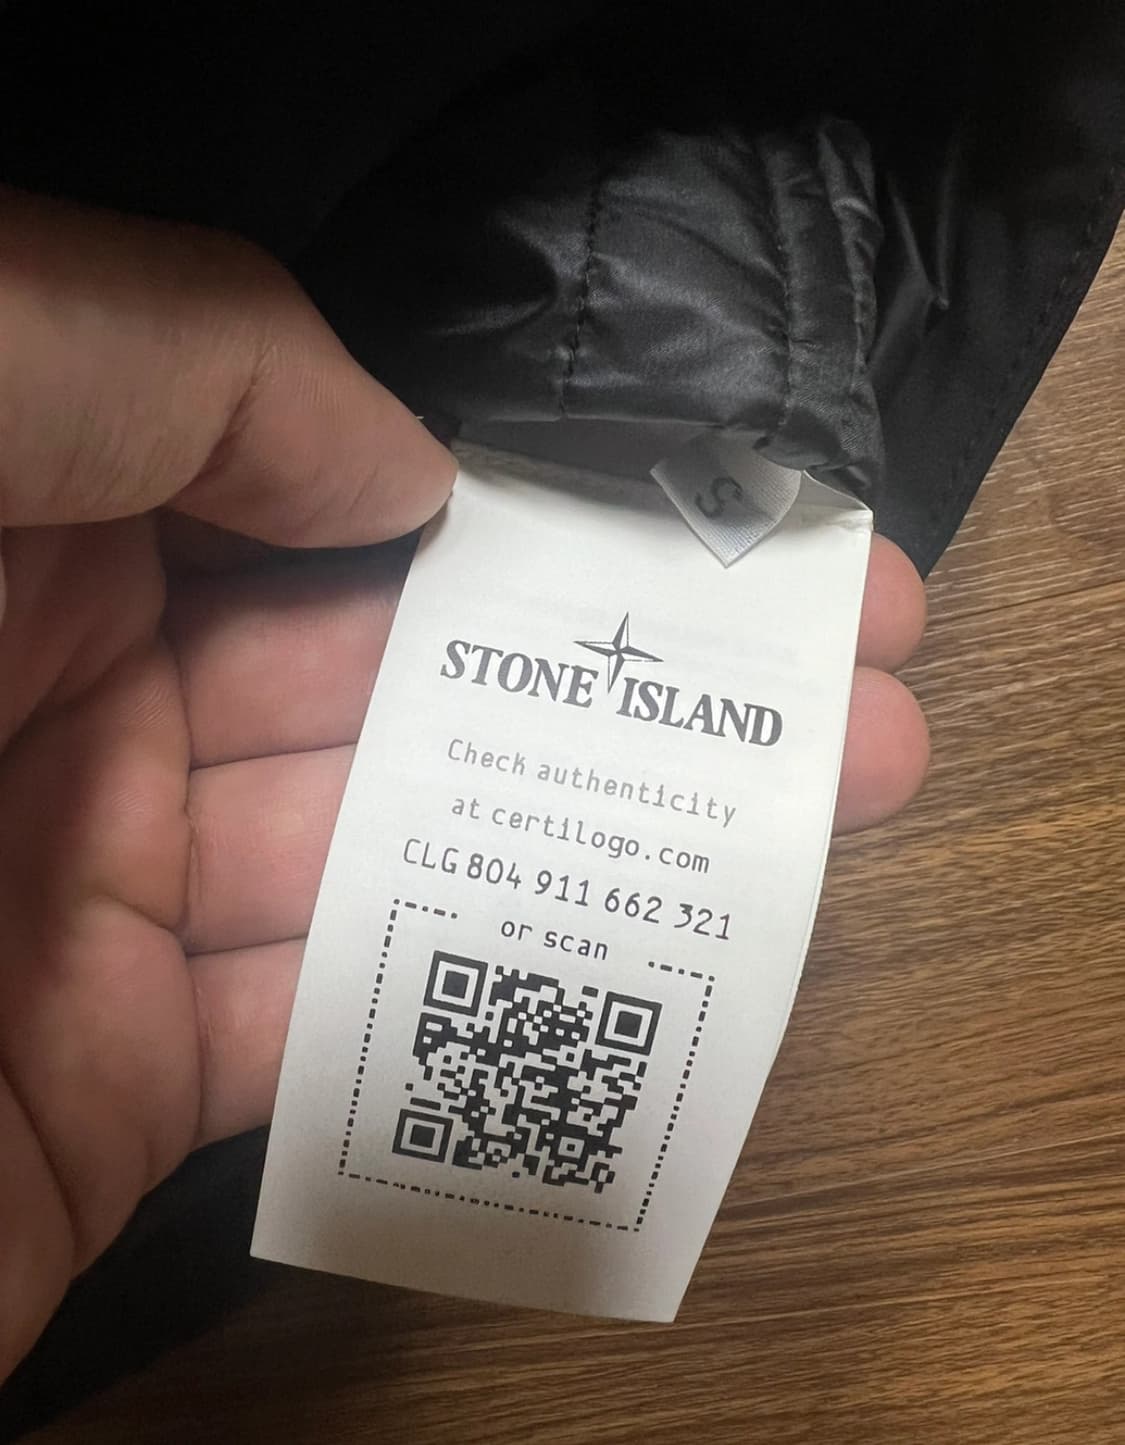 S
STONE ISLAND
Check authenticity
at certilogo.com
CLG 804 911 662 321
or scan